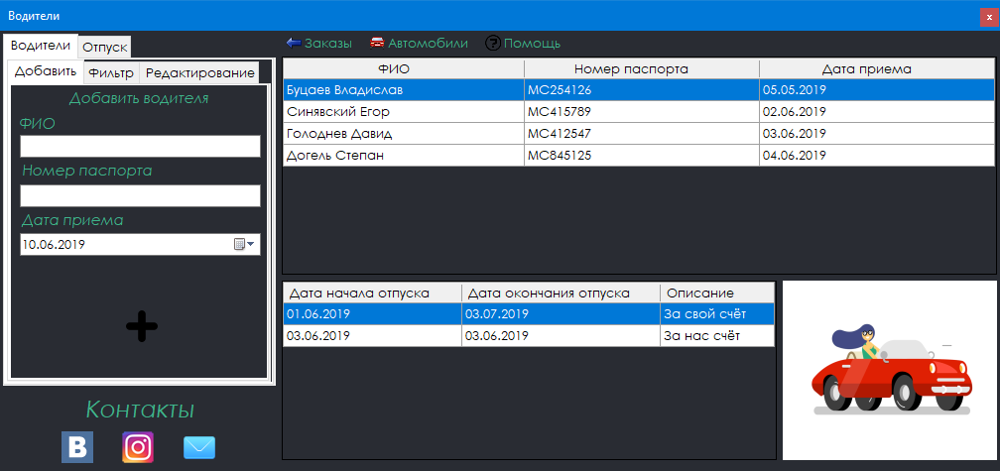 Водители
x
Водители Отпуск
Добавить Фильтр Редактирование
Добавить водителя
ФИО
Номер паспорта
Дата приема
10.06.2019
Контакты
В
Заказы Автомобили ? Помощь
ФИО Номер паспорта Дата приема
Буцаев Владислав МС254126 05.05.2019
Синявский Егор МС415789 02.06.2019
Голоднев Давид МС412547 03.06.2019
Догель Степан МС845125 04.06.2019
Дата начала отпуска Дата окончания отпуска Описание
01.06.2019 03.07.2019 За свой счёт
03.06.2019 03.06.2019 За нас счёт